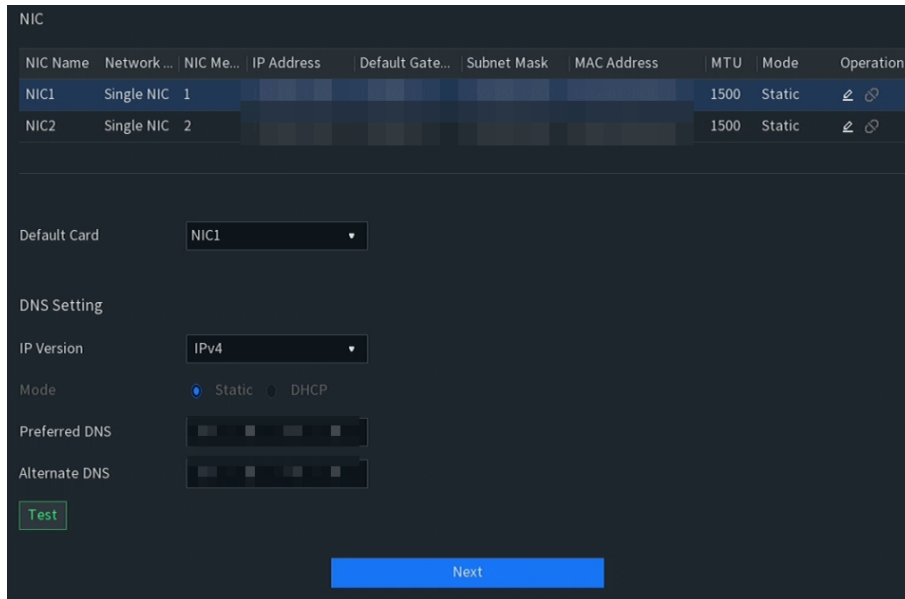 NIC
NIC Name Network ... NIC Me... IP Address Default Gate... Subnet Mask MAC Address MTU Mode Operation
NIC1 Single NIC 1 1500 Static
NIC2 Single NIC 2 1500 Static
Default Card NIC1
DNS Setting
IP Version IPv4
Mode Static DHCP
Preferred DNS
Alternate DNS
Test
Next